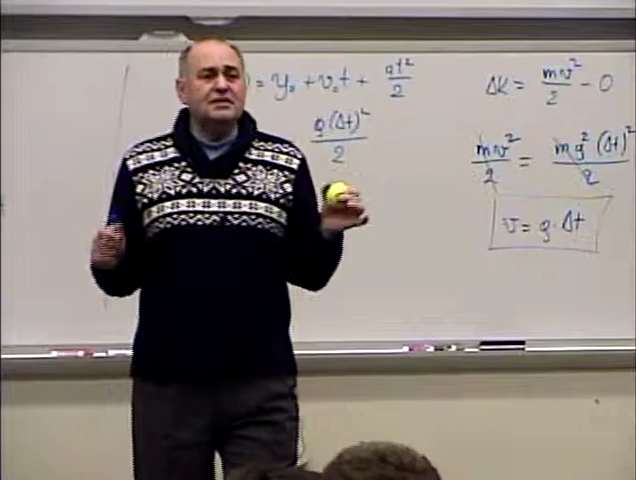 ) = y₀ + v₀t + at²/2
g(Δt)²/2
ΔK = mv²/2 - 0
mv²/2 = mg²(Δt)²/2
v = g · Δt